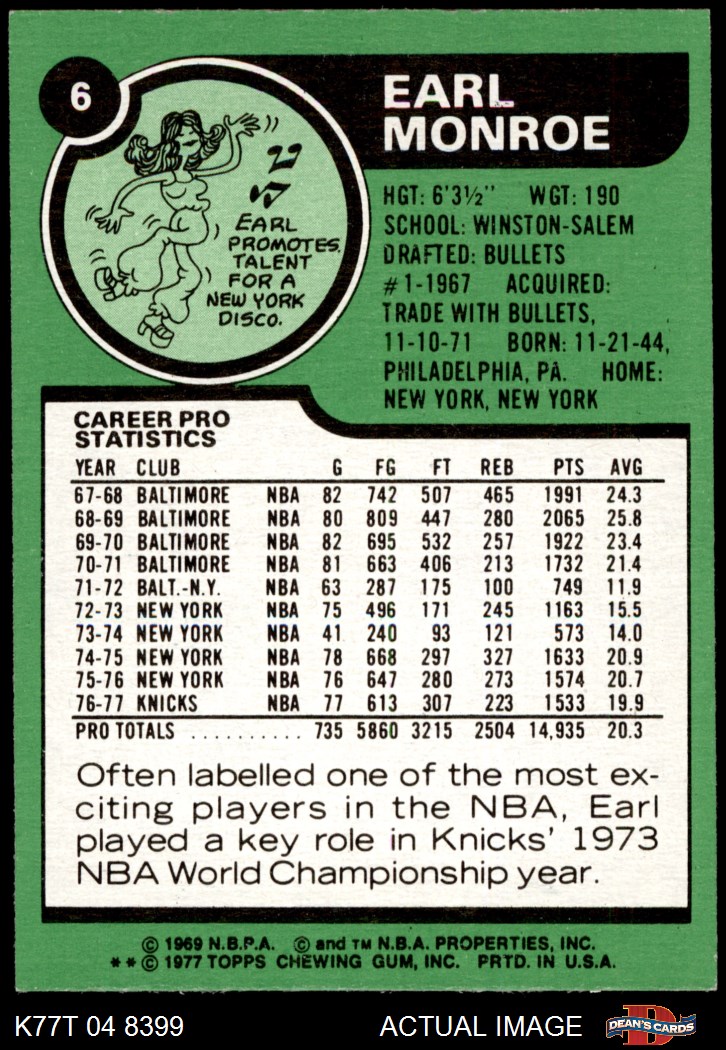 6
EARL
MONROE
EARL
PROMOTES
TALENT
FOR A
NEW YORK
DISCO.
HGT: 6'3½" WGT: 190
SCHOOL: WINSTON-SALEM
DRAFTED: BULLETS
#1-1967 ACQUIRED:
TRADE WITH BULLETS,
11-10-71 BORN: 11-21-44,
PHILADELPHIA, PA. HOME:
NEW YORK, NEW YORK
CAREER PRO
STATISTICS
YEAR CLUB G FG FT REB PTS AVG
67-68 BALTIMORE NBA 82 742 507 465 1991 24.3
68-69 BALTIMORE NBA 80 809 447 280 2065 25.8
69-70 BALTIMORE NBA 82 695 532 257 1922 23.4
70-71 BALTIMORE NBA 81 663 406 213 1732 21.4
71-72 BALT.-N.Y. NBA 63 287 175 100 749 11.9
72-73 NEW YORK NBA 75 496 171 245 1163 15.5
73-74 NEW YORK NBA 41 240 93 121 573 14.0
74-75 NEW YORK NBA 78 668 297 327 1633 20.9
75-76 NEW YORK NBA 76 647 280 273 1574 20.7
76-77 KNICKS NBA 77 613 307 223 1533 19.9
PRO TOTALS .......... 735 5860 3215 2504 14,935 20.3
Often labelled one of the most ex-
citing players in the NBA, Earl
played a key role in Knicks' 1973
NBA World Championship year.
© 1969 N.B.P.A. © and TM N.B.A. PROPERTIES, INC.
**© 1977 TOPPS CHEWING GUM, INC. PRTD. IN U.S.A.
K77T 04 8399 ACTUAL IMAGE
D
DEAN'S CARDS